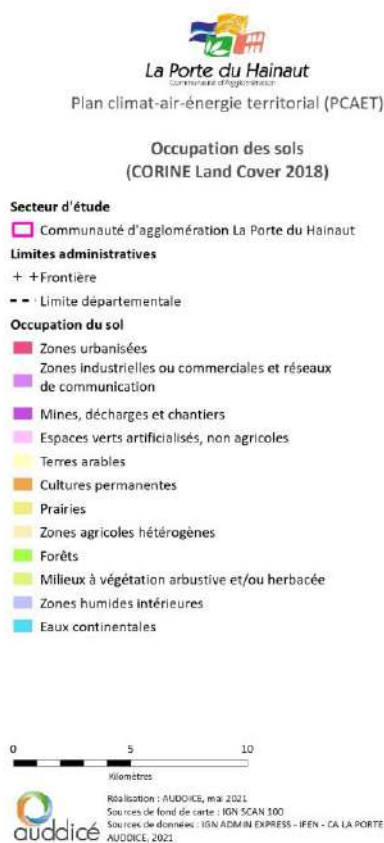 La Porte du Hainaut
Communauté d'Agglomération
Plan climat-air-énergie territorial (PCAET)
Occupation des sols
(CORINE Land Cover 2018)
Secteur d'étude
Communauté d'agglomération La Porte du Hainaut
Limites administratives
+ +Frontière
Limite départementale
Occupation du sol
Zones urbanisées
Zones industrielles ou commerciales et réseaux
de communication
Mines, décharges et chantiers
Espaces verts artificialisés, non agricoles
Terres arables
Cultures permanentes
Prairies
Zones agricoles hétérogènes
Forêts
Milieux à végétation arbustive et/ou herbacée
Zones humides intérieures
Eaux continentales
0 5 10
Kilomètres
Réalisation : AUDDICE, mai 2021
Sources de fond de carte : IGN SCAN 100
Sources de données : IGN ADMIN EXPRESS - IFEN - CA LA PORTE
AUDDICE, 2021
auddicé